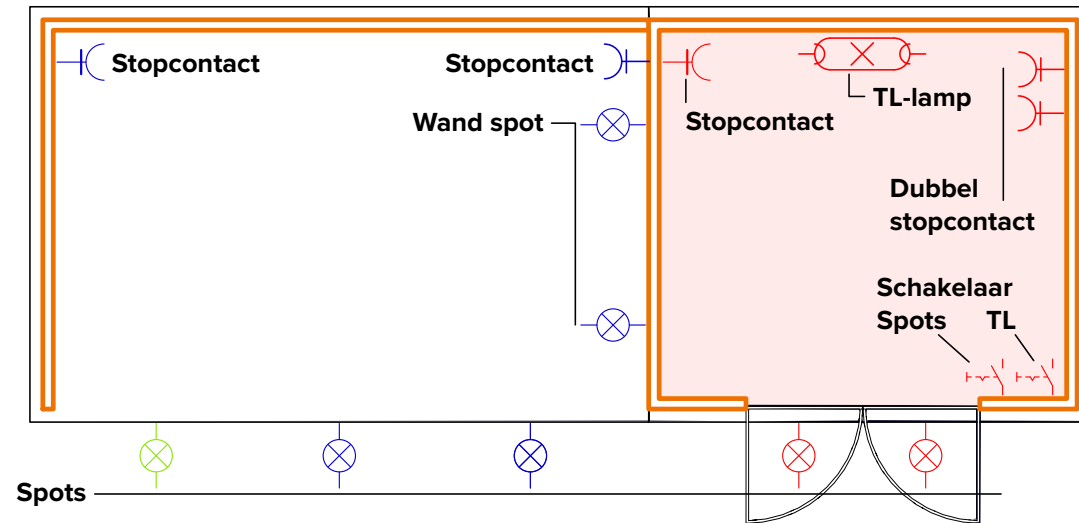 Stopcontact
Stopcontact
TL-lamp
Wand spot
Stopcontact
Dubbel
stopcontact
Schakelaar
Spots TL
Spots